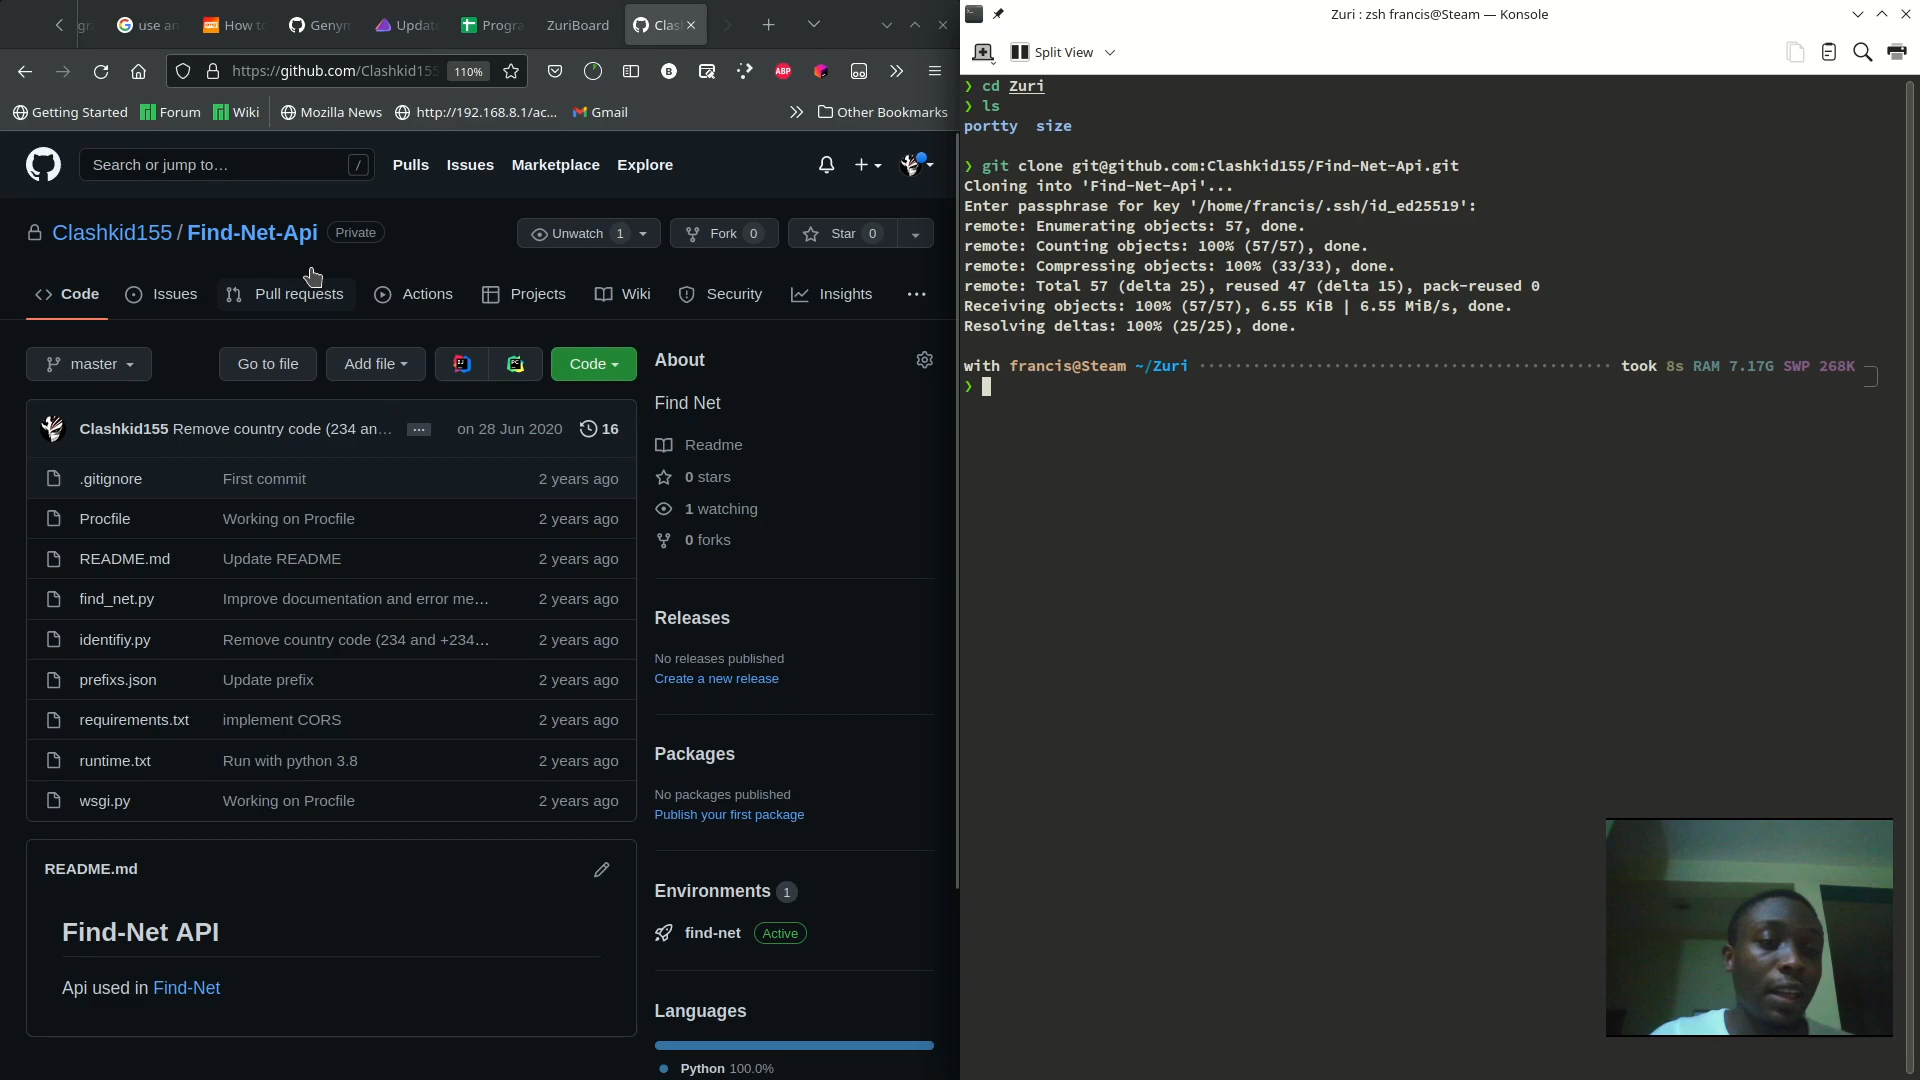 use an
How to
Genym
Update
Progra
ZuriBoard
Clas
https://github.com/Clashkid155
110%
Getting Started
Forum
Wiki
Mozilla News
http://192.168.8.1/ac...
Gmail
Other Bookmarks
Search or jump to...
/
Pulls
Issues
Marketplace
Explore
Clashkid155 / Find-Net-Api
Private
Unwatch 1
Fork 0
Star 0
Code
Issues
Pull requests
Actions
Projects
Wiki
Security
Insights
master
Go to file
Add file
Code
Clashkid155 Remove country code (234 an... ... on 28 Jun 2020 16
.gitignore First commit 2 years ago
Procfile Working on Procfile 2 years ago
README.md Update README 2 years ago
find_net.py Improve documentation and error me... 2 years ago
identifiy.py Remove country code (234 and +234... 2 years ago
prefixs.json Update prefix 2 years ago
requirements.txt implement CORS 2 years ago
runtime.txt Run with python 3.8 2 years ago
wsgi.py Working on Procfile 2 years ago
README.md
Find-Net API
Api used in Find-Net
About
Find Net
Readme
0 stars
1 watching
0 forks
Releases
No releases published
Create a new release
Packages
No packages published
Publish your first package
Environments 1
find-net Active
Languages
Python 100.0%
Zuri : zsh francis@Steam — Konsole
Split View
ABP
❯ cd Zuri
❯ ls
portty size
❯ git clone git@github.com:Clashkid155/Find-Net-Api.git
Cloning into 'Find-Net-Api'...
Enter passphrase for key '/home/francis/.ssh/id_ed25519':
remote: Enumerating objects: 57, done.
remote: Counting objects: 100% (57/57), done.
remote: Compressing objects: 100% (33/33), done.
remote: Total 57 (delta 25), reused 47 (delta 15), pack-reused 0
Receiving objects: 100% (57/57), 6.55 KiB | 6.55 MiB/s, done.
Resolving deltas: 100% (25/25), done.
with francis@Steam ~/Zuri took 8s RAM 7.17G SWP 268K
❯